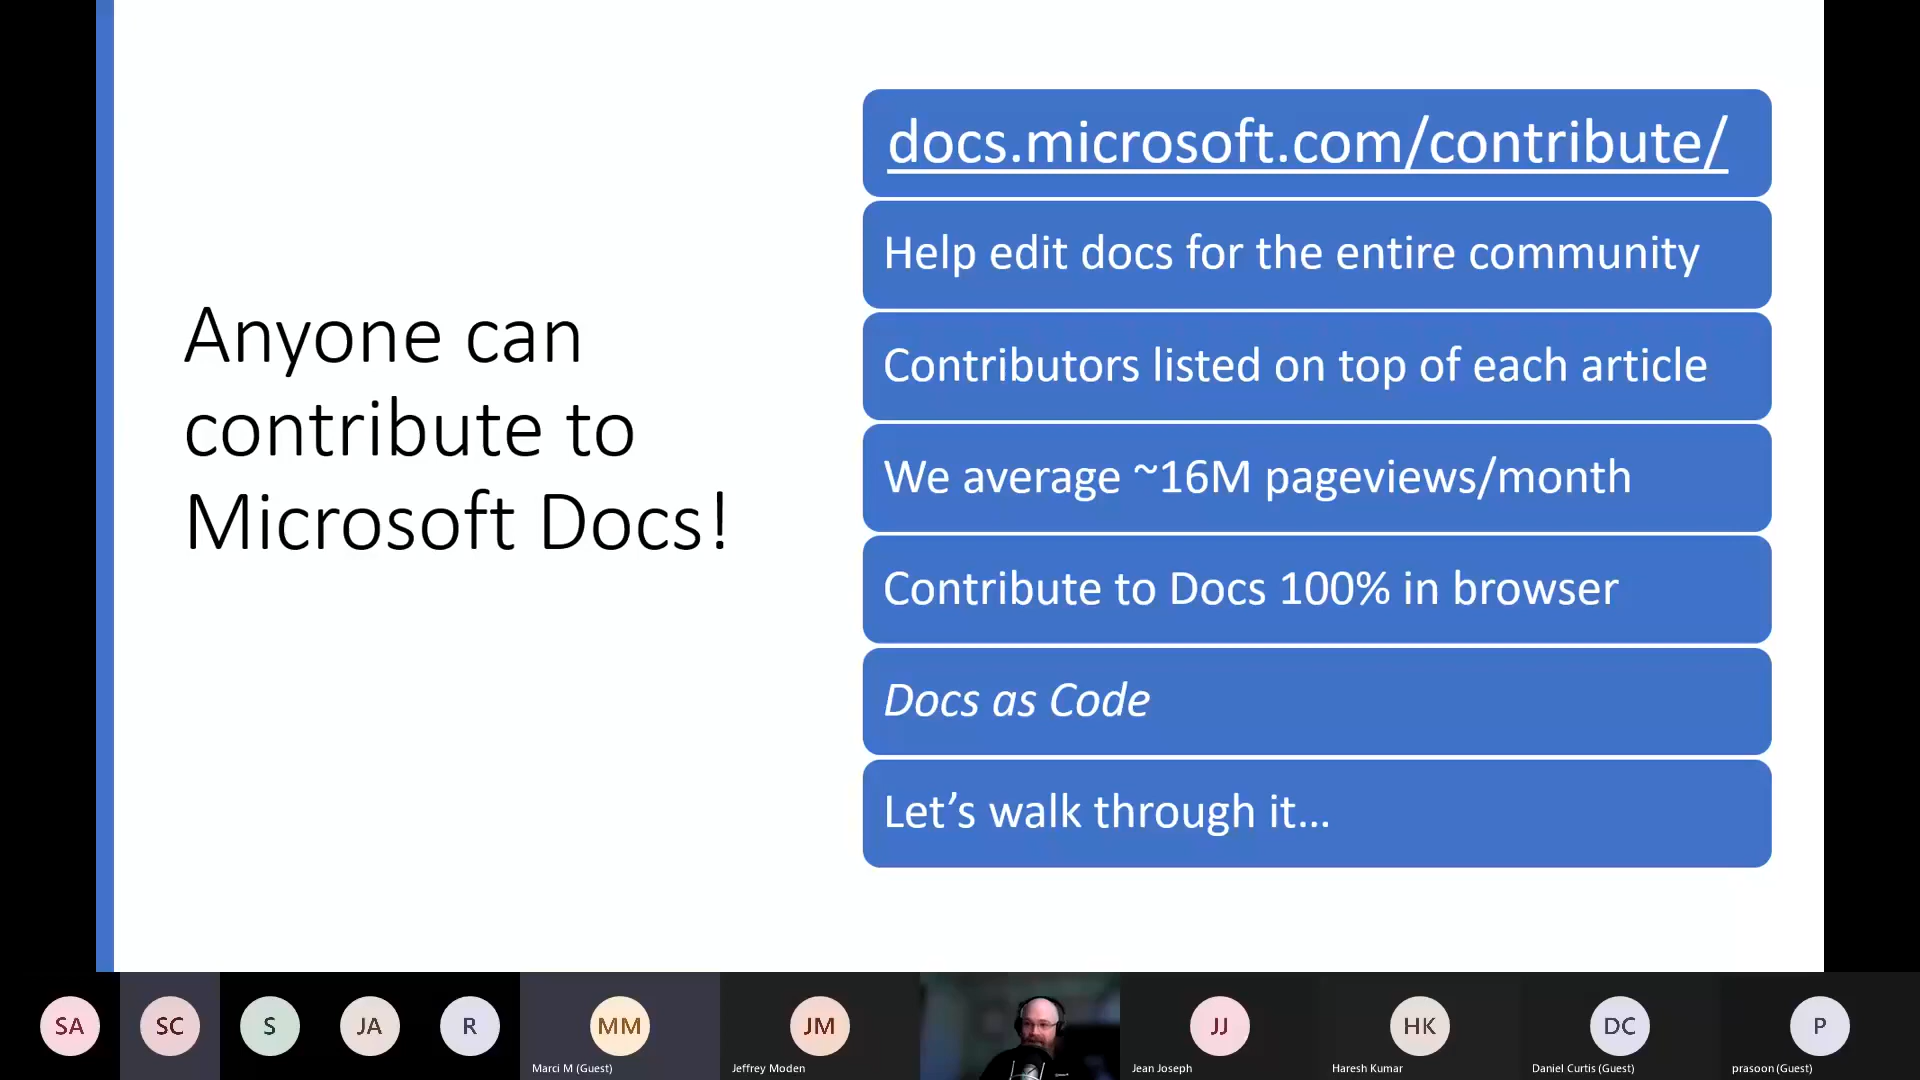 Anyone can
contribute to
Microsoft Docs!
docs.microsoft.com/contribute/
Help edit docs for the entire community
Contributors listed on top of each article
We average ~16M pageviews/month
Contribute to Docs 100% in browser
Docs as Code
Let’s walk through it…
SA
SC
S
JA
R
MM
Marci M (Guest)
JM
Jeffrey Moden
JJ
Jean Joseph
HK
Haresh Kumar
DC
Daniel Curtis (Guest)
P
prasoon (Guest)